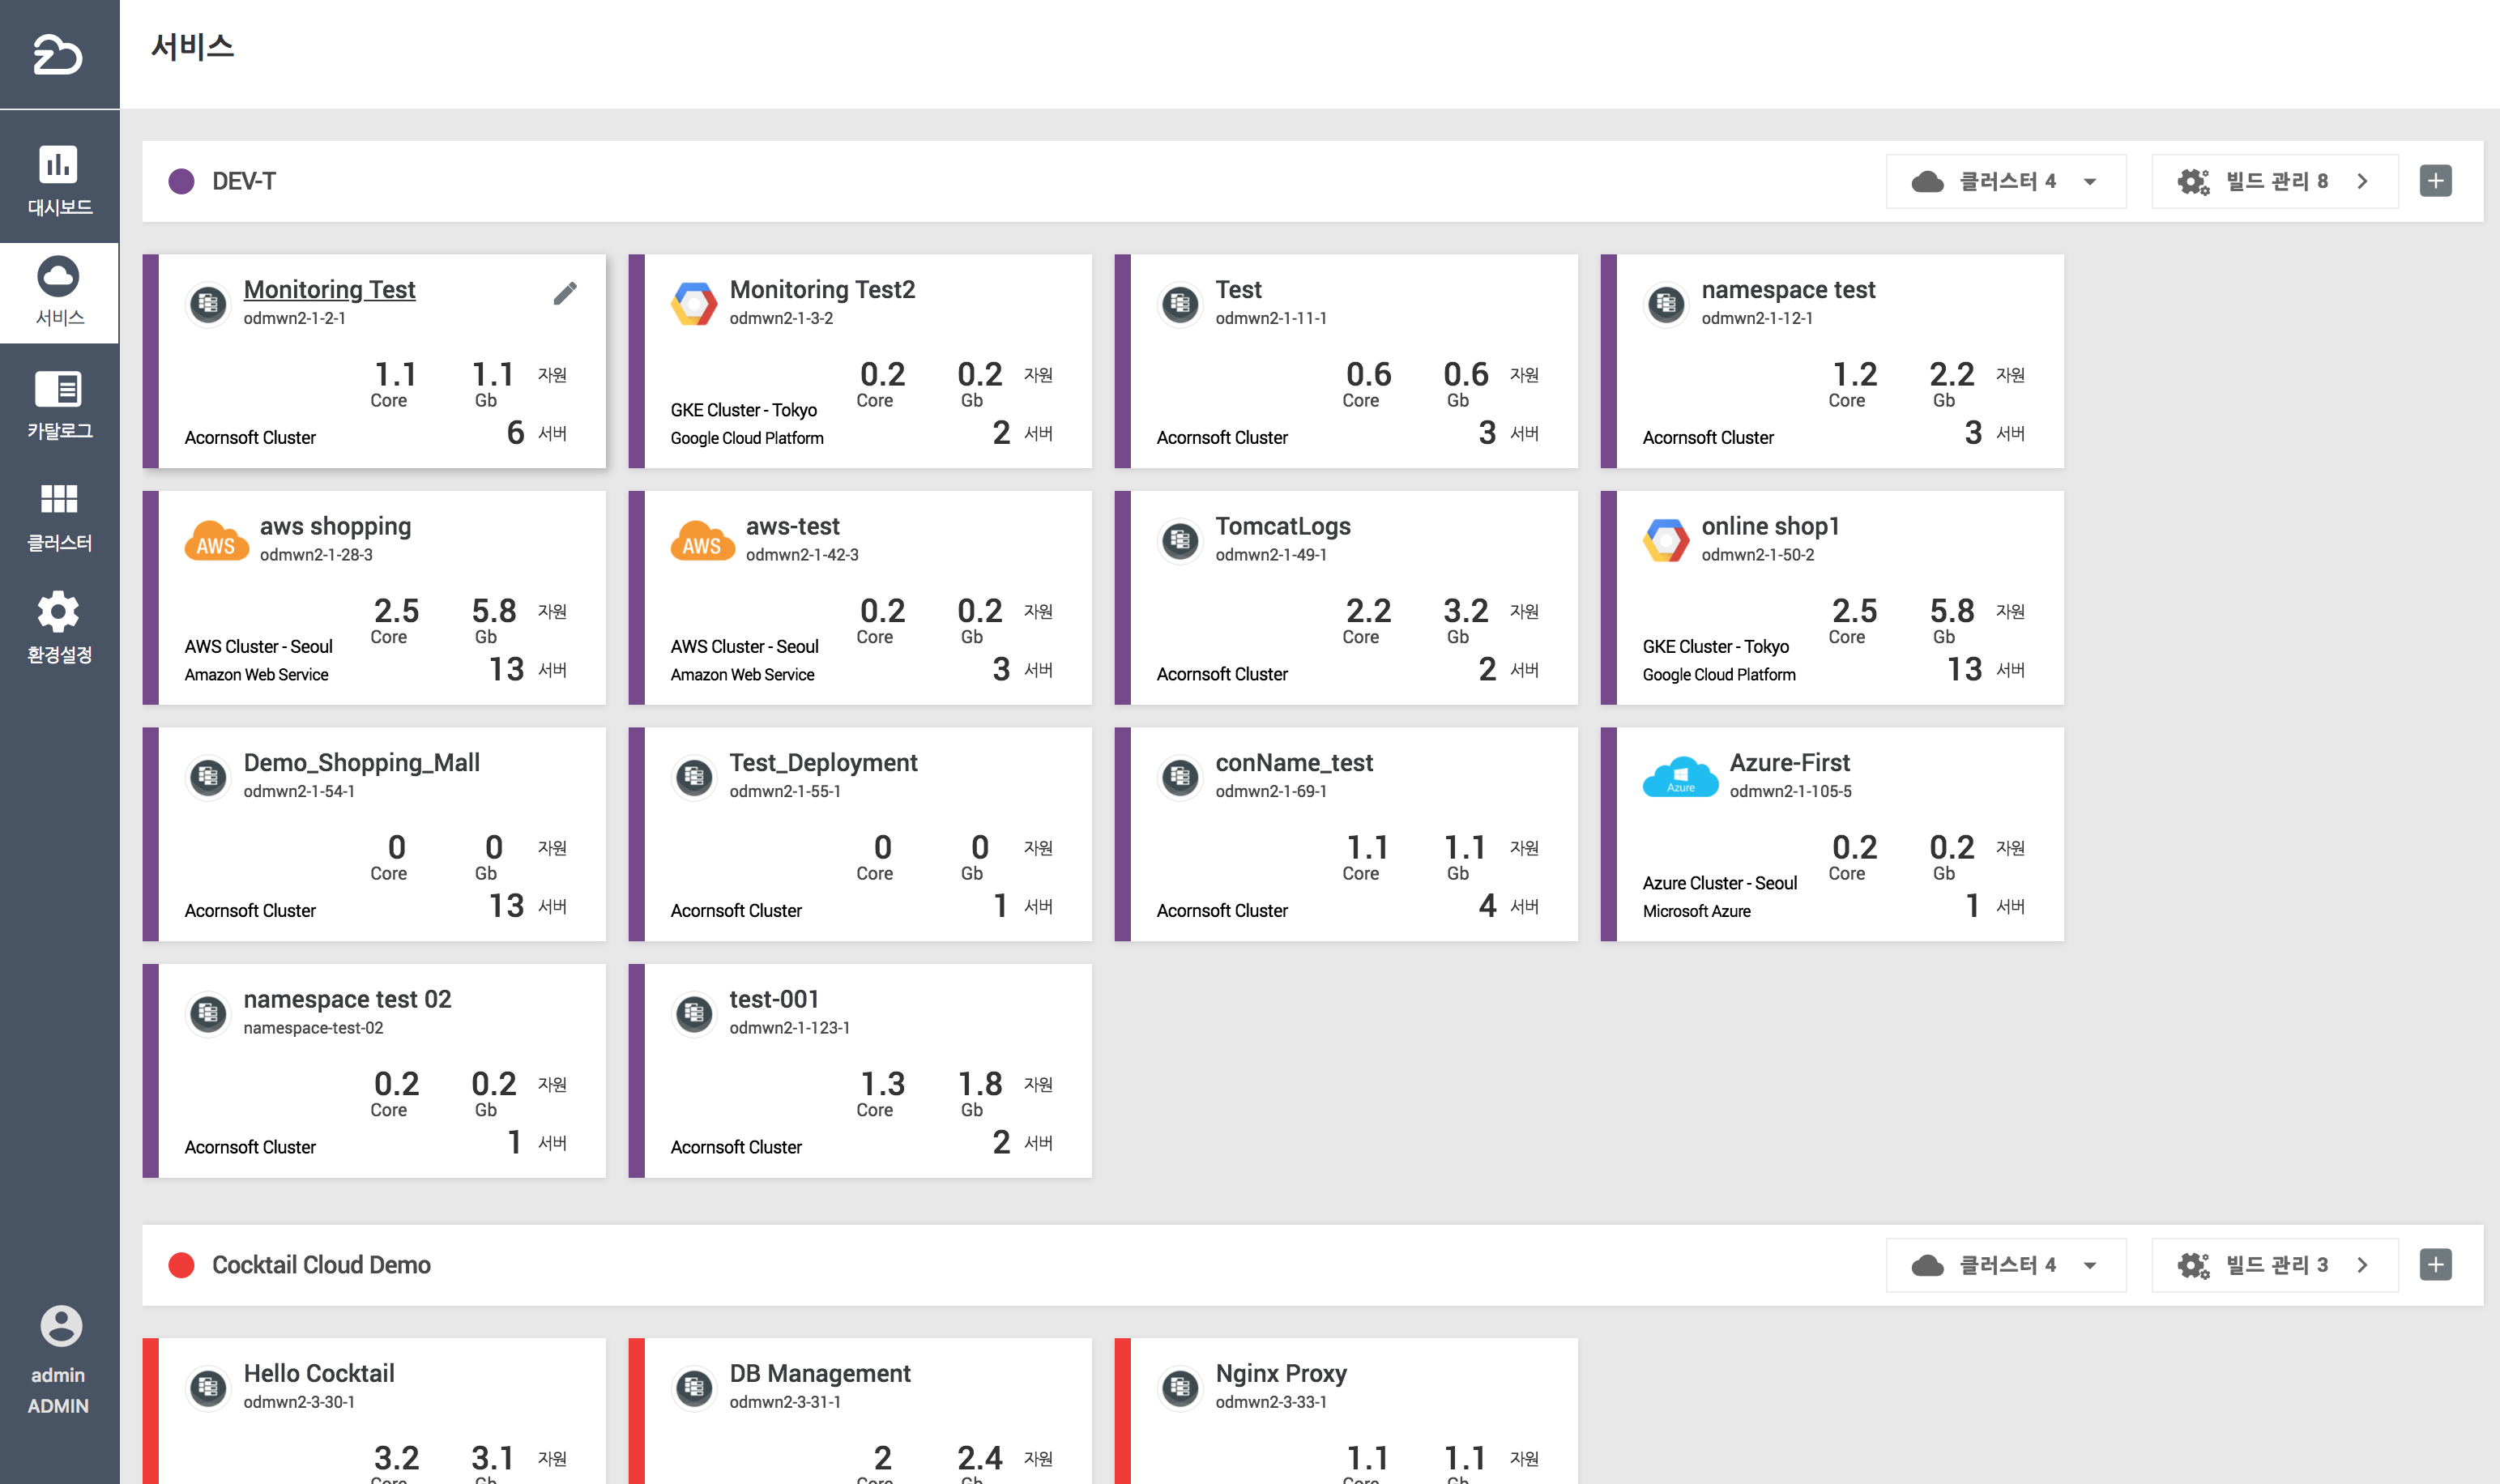 서비스
대시보드
서비스
카탈로그
클러스터
환경설정
admin
ADMIN
DEV-T
클러스터 4
빌드 관리 8
Monitoring Test
odmwn2-1-2-1
1.1 1.1 자원
Core Gb
Acornsoft Cluster
6 서버
Monitoring Test2
odmwn2-1-3-2
0.2 0.2 자원
Core Gb
GKE Cluster - Tokyo
Google Cloud Platform
2 서버
Test
odmwn2-1-11-1
0.6 0.6 자원
Core Gb
Acornsoft Cluster
3 서버
namespace test
odmwn2-1-12-1
1.2 2.2 자원
Core Gb
Acornsoft Cluster
3 서버
AWS
aws shopping
odmwn2-1-28-3
2.5 5.8 자원
Core Gb
AWS Cluster - Seoul
Amazon Web Service
13 서버
AWS
aws-test
odmwn2-1-42-3
0.2 0.2 자원
Core Gb
AWS Cluster - Seoul
Amazon Web Service
3 서버
TomcatLogs
odmwn2-1-49-1
2.2 3.2 자원
Core Gb
Acornsoft Cluster
2 서버
online shop1
odmwn2-1-50-2
2.5 5.8 자원
Core Gb
GKE Cluster - Tokyo
Google Cloud Platform
13 서버
Demo_Shopping_Mall
odmwn2-1-54-1
0 0 자원
Core Gb
Acornsoft Cluster
13 서버
Test_Deployment
odmwn2-1-55-1
0 0 자원
Core Gb
Acornsoft Cluster
1 서버
conName_test
odmwn2-1-69-1
1.1 1.1 자원
Core Gb
Acornsoft Cluster
4 서버
Azure
Azure-First
odmwn2-1-105-5
0.2 0.2 자원
Core Gb
Azure Cluster - Seoul
Microsoft Azure
1 서버
namespace test 02
namespace-test-02
0.2 0.2 자원
Core Gb
Acornsoft Cluster
1 서버
test-001
odmwn2-1-123-1
1.3 1.8 자원
Core Gb
Acornsoft Cluster
2 서버
Cocktail Cloud Demo
클러스터 4
빌드 관리 3
Hello Cocktail
odmwn2-3-30-1
3.2 3.1 자원
Core Gb
DB Management
odmwn2-3-31-1
2 2.4 자원
Core Gb
Nginx Proxy
odmwn2-3-33-1
1.1 1.1 자원
Core Gb